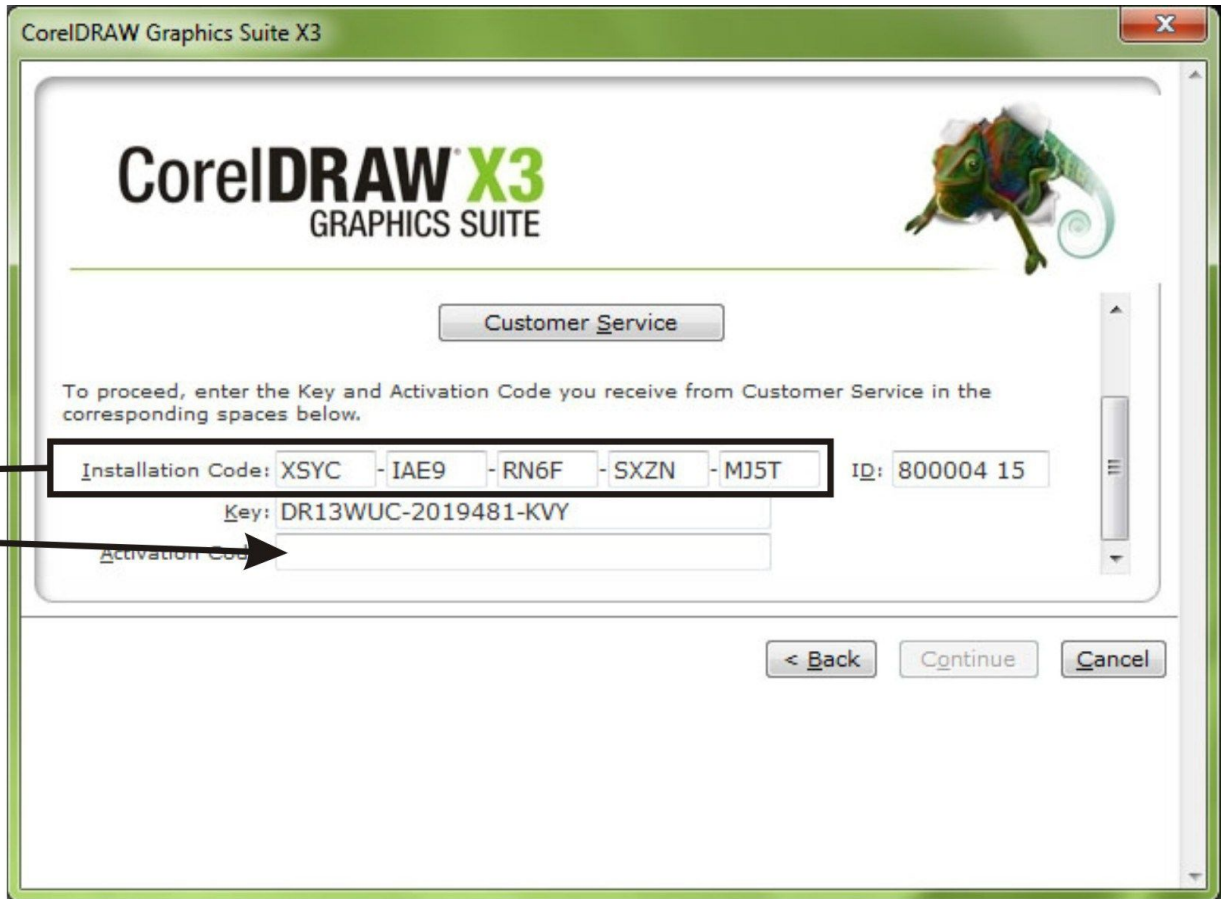 CorelDRAW Graphics Suite X3
CorelDRAW X3
GRAPHICS SUITE
Customer Service
To proceed, enter the Key and Activation Code you receive from Customer Service in the
corresponding spaces below.
Installation Code: XSYC - IAE9 - RN6F - SXZN - MJ5T ID: 800004 15
Key: DR13WUC-2019481-KVY
Activation Cod
< Back Continue Cancel